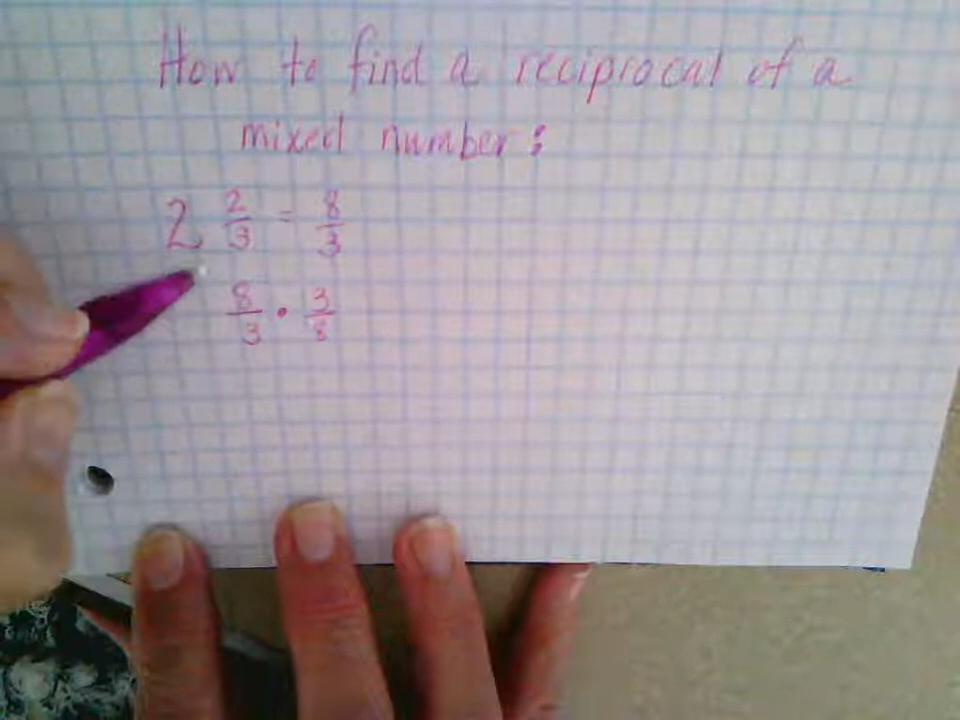 How to find a reciprocal of a
mixed number:
2 2/3 = 8/3
8/3 · 3/8